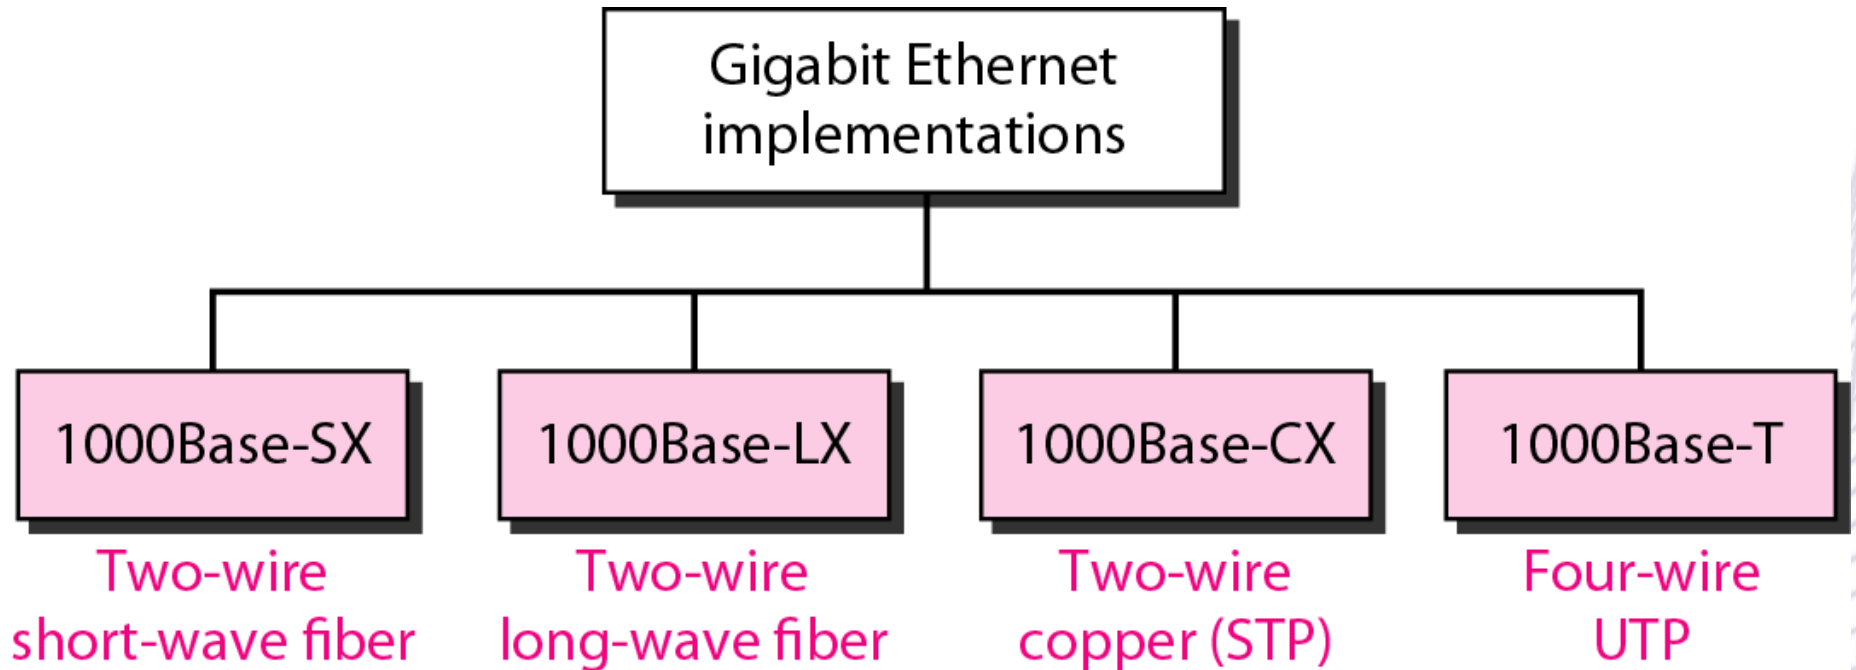 Gigabit Ethernet
implementations
1000Base-SX
1000Base-LX
1000Base-CX
1000Base-T
Two-wire
short-wave fiber
Two-wire
long-wave fiber
Two-wire
copper (STP)
Four-wire
UTP